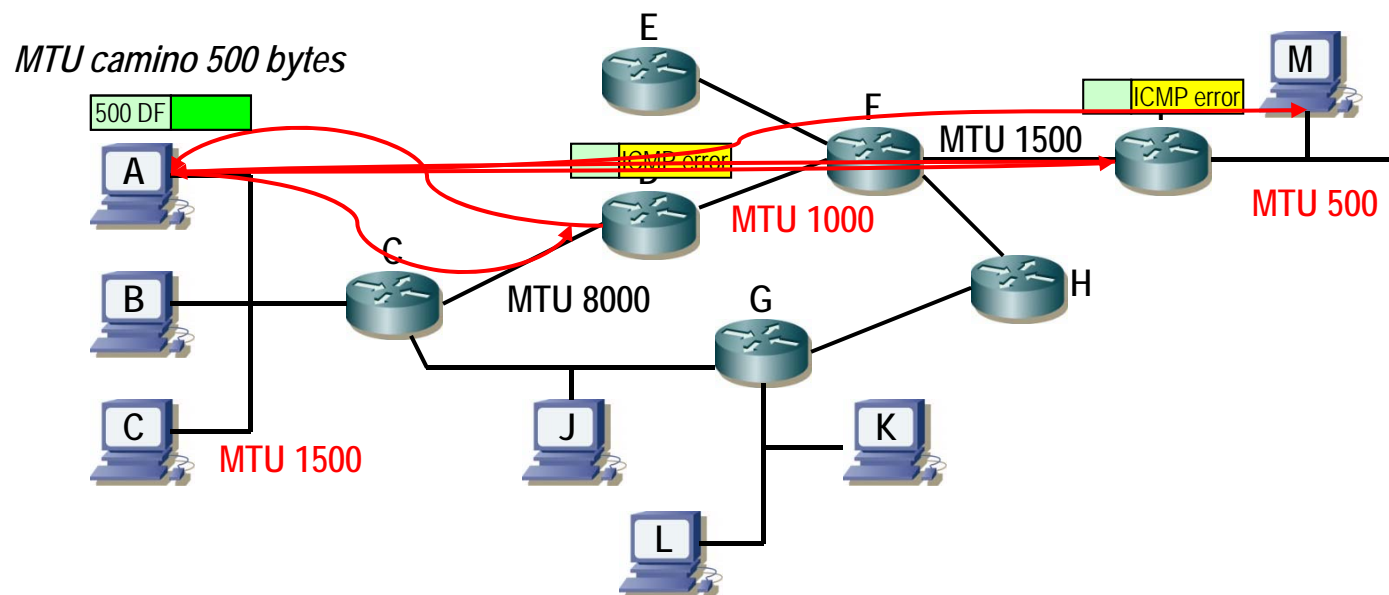 E
MTU camino 500 bytes
M
500 DF
ICMP error
F
MTU 1500
A
ICMP error
D
MTU 1000
MTU 500
C
B
MTU 8000
G
H
C
J
K
MTU 1500
L